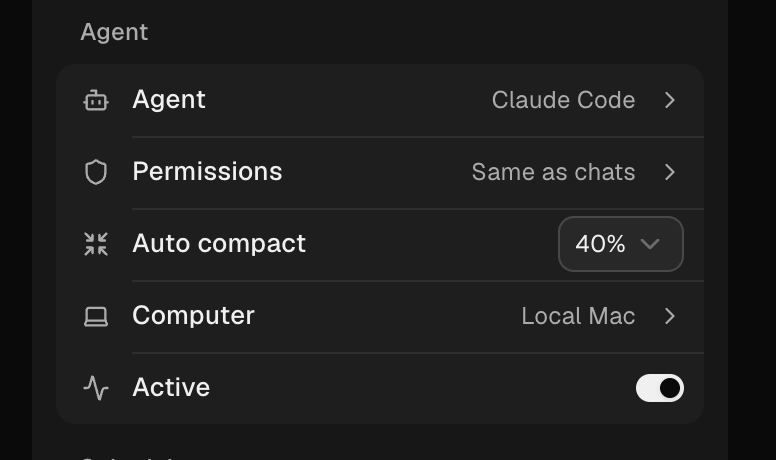 Agent
Agent Claude Code
Permissions Same as chats
Auto compact 40%
Computer Local Mac
Active